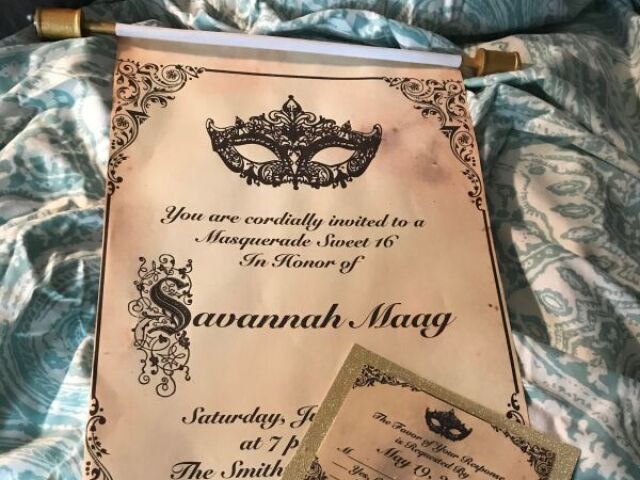 You are cordially invited to a
Masquerade Sweet 16
In Honor of
Savannah Maag
Saturday,
at 7
The Smith
The Favor of Your Response
is Requested By
May 19,
M
Yes,